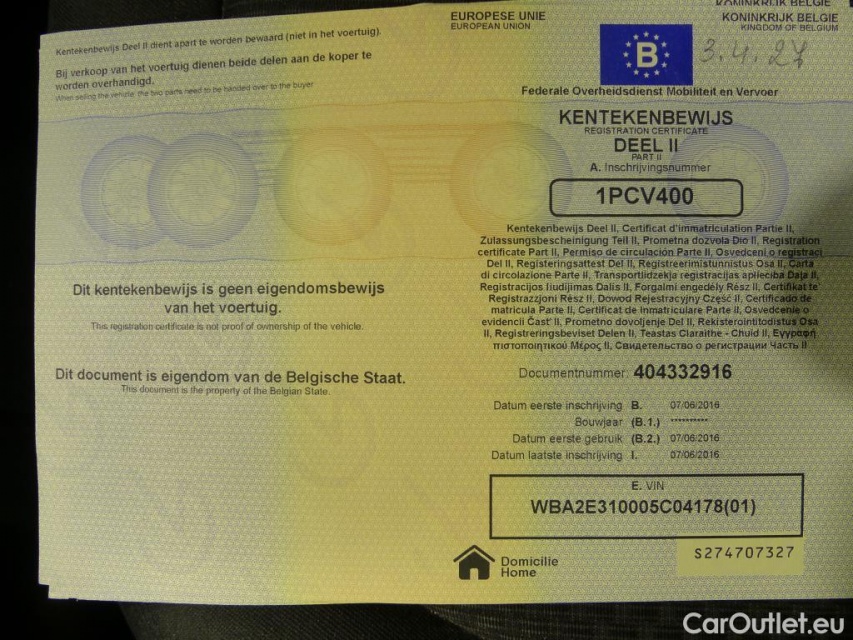 Kentekenbewijs Deel II dient apart te worden bewaard (niet in het voertuig).
Bij verkoop van het voertuig dienen beide delen aan de koper te
worden overhandigd.
When selling the vehicle, the two parts need to be handed over to the buyer
Dit kentekenbewijs is geen eigendomsbewijs
van het voertuig.
This registration certificate is not proof of ownership of the vehicle.
Dit document is eigendom van de Belgische Staat.
This document is the property of the Belgian State.
EUROPESE UNIE
EUROPEAN UNION
KONINKRIJK BELGIE
KONINKRIJK BELGIE
KINGDOM OF BELGIUM
B
3.4.27
Federale Overheidsdienst Mobiliteit en Vervoer
KENTEKENBEWIJS
REGISTRATION CERTIFICATE
DEEL II
PART II
A. Inschrijvingsnummer
1PCV400
Kentekenbewijs Deel II, Certificat d'immatriculation Partie II,
Zulassungsbescheinigung Teil II, Prometna dozvola Dio II, Registration
certificate Part II, Permiso de circulación Parte II, Osvedceni o registraci
Del II, Registeringsattest Del II, Registreerimistunnistus Osa II, Carta
di circolazione Parte II, Transportlidzekja registracijas aplieciba Daja II,
Registracijos liudijimas Dalis II, Forgalmi engedély Rész II, Certifikat te'
Registrazzjoni Rész II, Dowod Rejestracyjny Część II, Certificado de
matricula Parte II, Certificat de inmatriculare Parte II, Osvedcenie o
evidencii Časť II, Prometno dovoljenje Del II, Rekisterointitodistus Osa
II, Registreringsbeviset Delen II, Teastas Claraithe - Chuid II, Εγγραφή
πιστοποιητικού Μέρος II, Свидетельство о регистрации Часть II
Documentnummer: 404332916
Datum eerste inschrijving B. 07/06/2016
Bouwjaar (B.1.) **********
Datum eerste gebruik (B.2.) 07/06/2016
Datum laatste inschrijving I. 07/06/2016
E. VIN
WBA2E310005C04178(01)
Domicilie
Home
S274707327
CarOutlet.eu